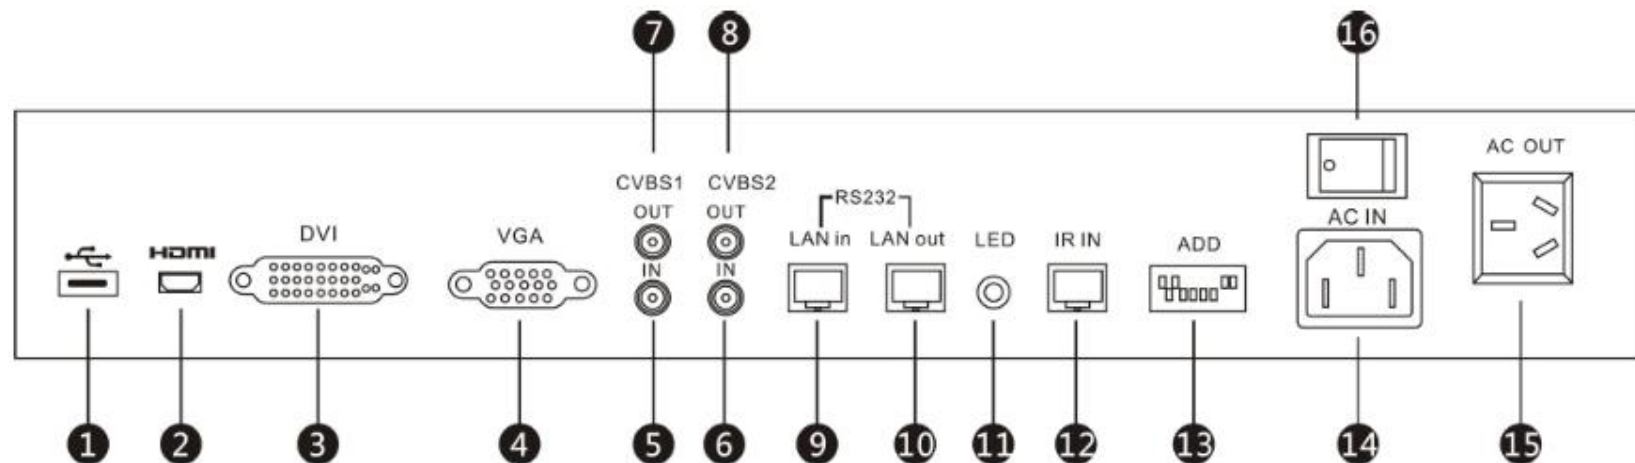 7 8 16
CVBS1 CVBS2
OUT OUT
IN IN
HDMI
DVI
VGA
RS232
LAN in LAN out
LED
IR IN
ADD
AC IN
AC OUT
1 2 3 4 5 6 9 10 11 12 13 14 15